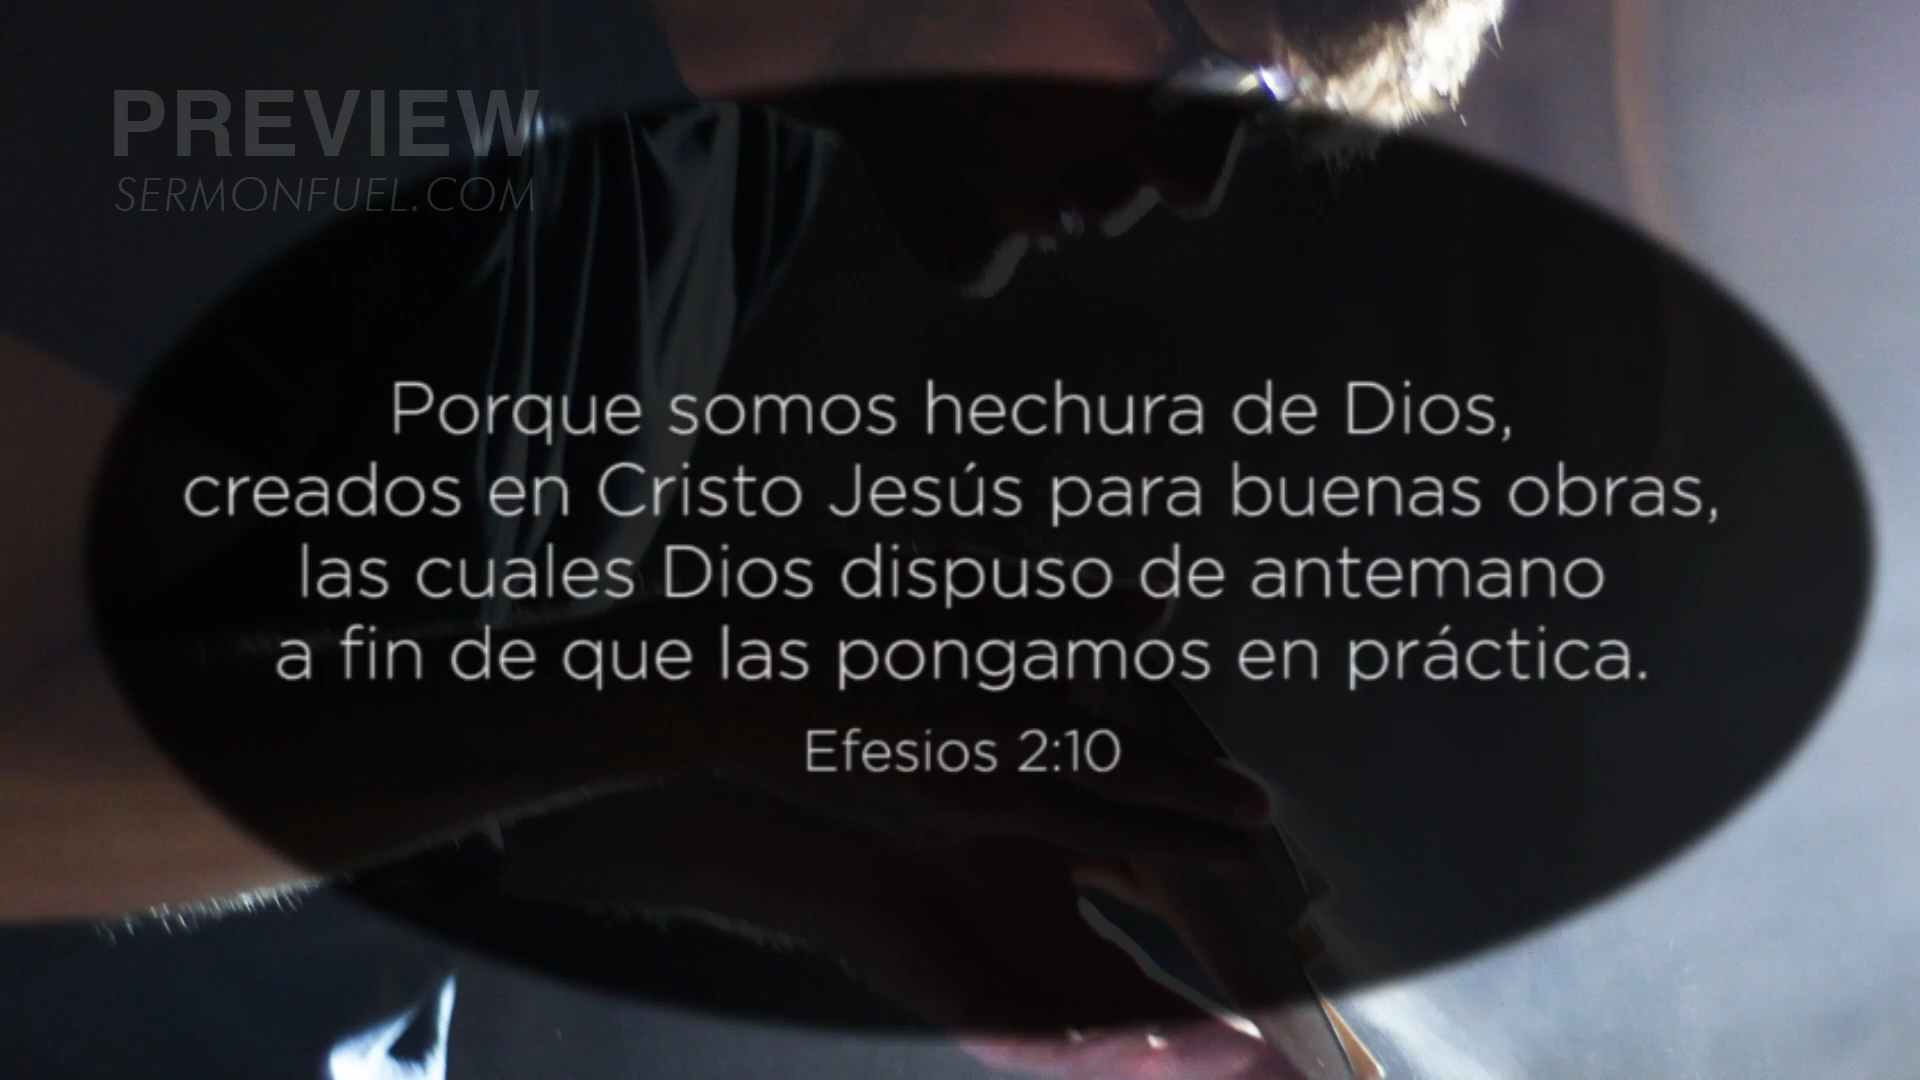 PREVIEW
SERMONFUEL.COM
Porque somos hechura de Dios,
creados en Cristo Jesús para buenas obras,
las cuales Dios dispuso de antemano
a fin de que las pongamos en práctica.
Efesios 2:10